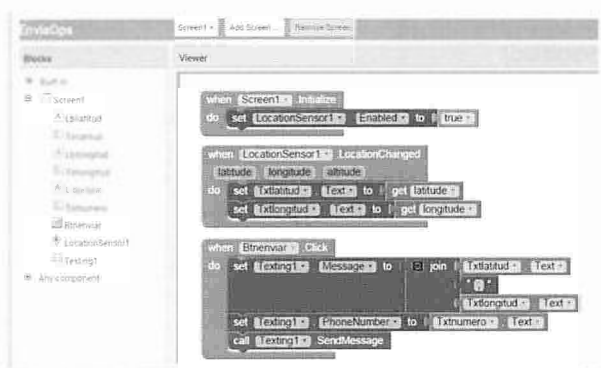 EnviaGps
Screen1 Add Screen ... Remove Screen
Blocks
Viewer
Built in
Screen1
Lbllatitud
Txtlatitud
Lbllongitud
Txtlongitud
Txtnumero
Btnenviar
LocationSensor1
Texting1
Any component
when Screen1 .Initialize
do set LocationSensor1 . Enabled to true
when LocationSensor1 .LocationChanged
latitude longitude altitude
do set Txtlatitud . Text to get latitude
set Txtlongitud . Text to get longitude
when Btnenviar .Click
do set Texting1 . Message to join Txtlatitud . Text
Txtlongitud . Text
set Texting1 . PhoneNumber to Txtnumero . Text
call Texting1 .SendMessage